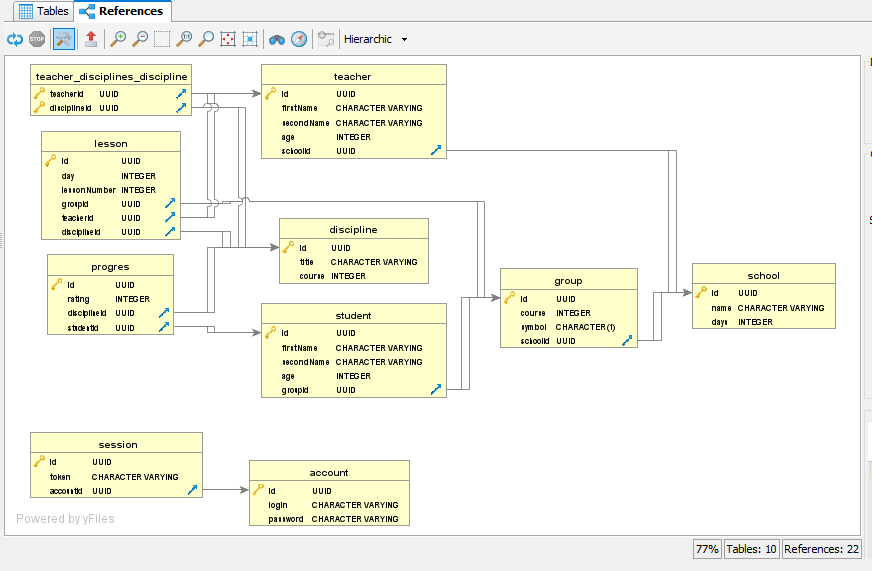 Tables References
STOP
1:1
Hierarchic
teacher_disciplines_discipline
teacherId UUID
disciplineId UUID
teacher
id UUID
firstName CHARACTER VARYING
secondName CHARACTER VARYING
age INTEGER
schoolId UUID
lesson
id UUID
day INTEGER
lessonNumber INTEGER
groupId UUID
teacherId UUID
disciplineId UUID
discipline
id UUID
title CHARACTER VARYING
course INTEGER
progres
id UUID
rating INTEGER
disciplineId UUID
studentId UUID
student
id UUID
firstName CHARACTER VARYING
secondName CHARACTER VARYING
age INTEGER
groupId UUID
group
id UUID
course INTEGER
symbol CHARACTER(1)
schoolId UUID
school
id UUID
name CHARACTER VARYING
days INTEGER
session
id UUID
token CHARACTER VARYING
accountId UUID
account
id UUID
login CHARACTER VARYING
password CHARACTER VARYING
Powered by yFiles
77% Tables: 10 References: 22